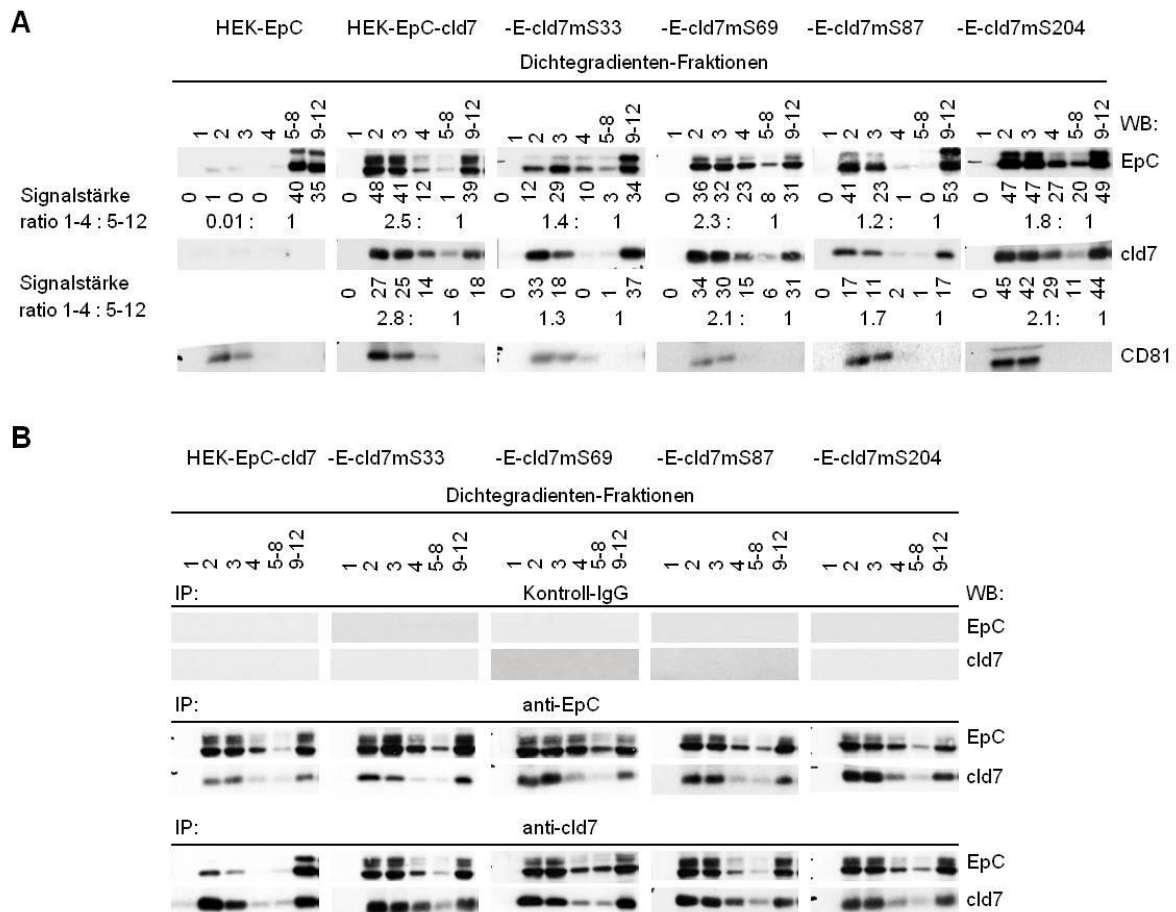 A
HEK-EpC HEK-EpC-cld7 -E-cld7mS33 -E-cld7mS69 -E-cld7mS87 -E-cld7mS204
Dichtegradienten-Fraktionen
1 2 3 4 5-8 9-12 1 2 3 4 5-8 9-12 1 2 3 4 5-8 9-12 1 2 3 4 5-8 9-12 1 2 3 4 5-8 9-12 1 2 3 4 5-8 9-12 WB:
EpC
Signalstärke 0 1 0 0 40 35 0 48 41 12 1 39 0 12 29 10 3 34 0 36 32 23 8 31 0 41 23 1 0 53 0 47 47 27 20 49
ratio 1-4 : 5-12 0.01 : 1 2.5 : 1 1.4 : 1 2.3 : 1 1.2 : 1 1.8 : 1
cld7
Signalstärke 0 27 25 14 6 18 0 33 18 0 1 37 0 34 30 15 6 31 0 17 11 2 1 17 0 45 42 29 11 44
ratio 1-4 : 5-12 2.8 : 1 1.3 1 2.1 : 1 1.7 1 2.1 : 1
CD81
B
HEK-EpC-cld7 -E-cld7mS33 -E-cld7mS69 -E-cld7mS87 -E-cld7mS204
Dichtegradienten-Fraktionen
1 2 3 4 5-8 9-12 1 2 3 4 5-8 9-12 1 2 3 4 5-8 9-12 1 2 3 4 5-8 9-12 1 2 3 4 5-8 9-12
IP: Kontroll-IgG WB:
EpC
cld7
IP: anti-EpC
EpC
cld7
IP: anti-cld7
EpC
cld7